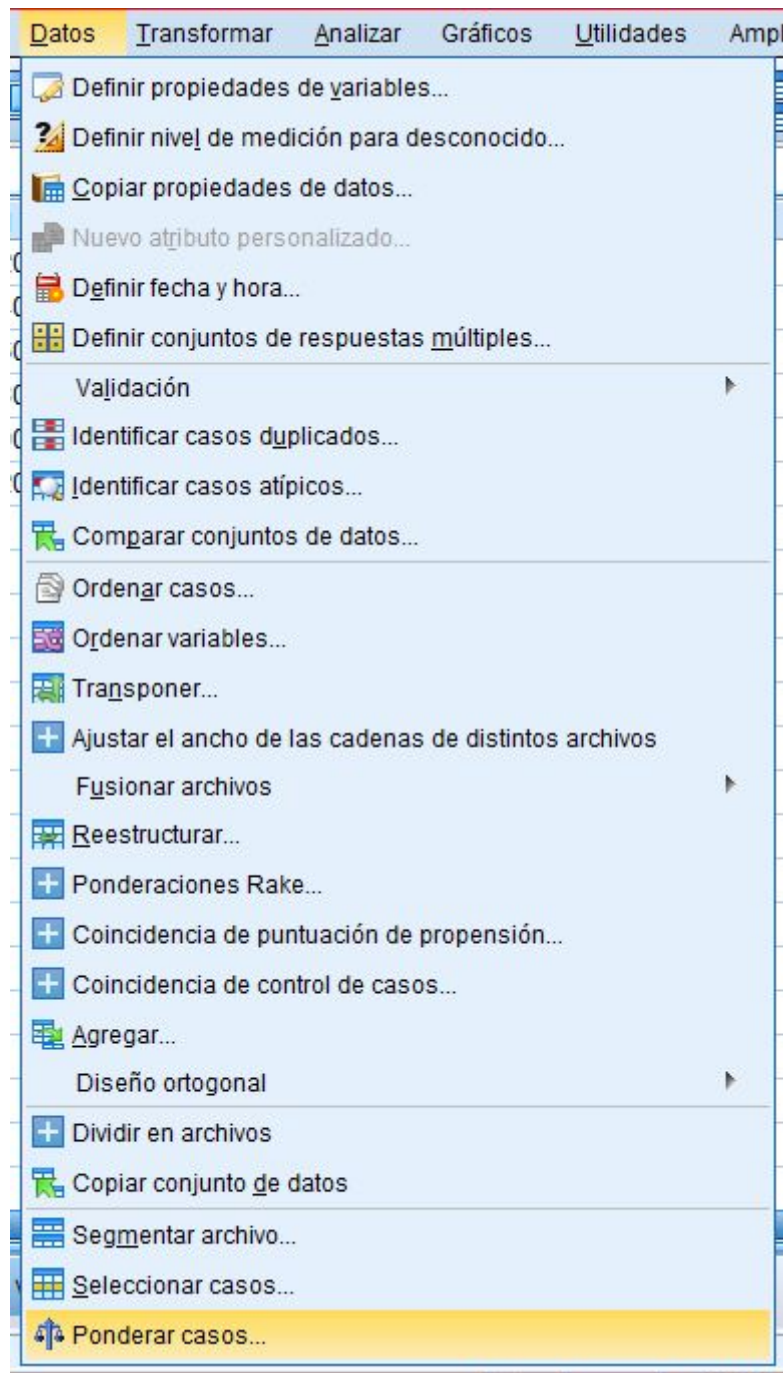 Datos Transformar Analizar Gráficos Utilidades Ampl
Definir propiedades de variables...
Definir nivel de medición para desconocido...
Copiar propiedades de datos...
Nuevo atributo personalizado...
Definir fecha y hora...
Definir conjuntos de respuestas múltiples...
Validación
Identificar casos duplicados...
Identificar casos atípicos...
Comparar conjuntos de datos...
Ordenar casos...
Ordenar variables...
Transponer...
Ajustar el ancho de las cadenas de distintos archivos
Fusionar archivos
Reestructurar...
Ponderaciones Rake...
Coincidencia de puntuación de propensión...
Coincidencia de control de casos...
Agregar...
Diseño ortogonal
Dividir en archivos
Copiar conjunto de datos
Segmentar archivo...
Seleccionar casos...
Ponderar casos...